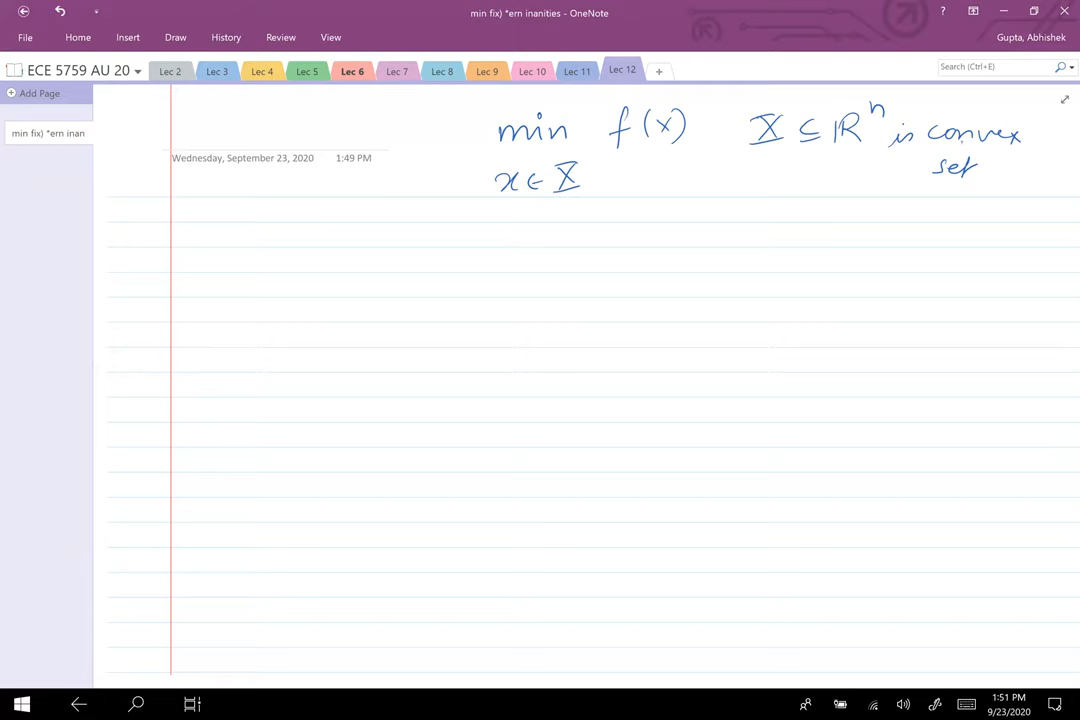 min fix) *ern inanities - OneNote
?
File Home Insert Draw History Review View
Gupta, Abhishek
ECE 5759 AU 20 Lec 2 Lec 3 Lec 4 Lec 5 Lec 6 Lec 7 Lec 8 Lec 9 Lec 10 Lec 11 Lec 12 +
Search (Ctrl+E)
Add Page
min fix) *ern inan
Wednesday, September 23, 2020 1:49 PM
min f(x) X ⊆ ℝⁿ is convex
x ∈ X set
1:51 PM
9/23/2020